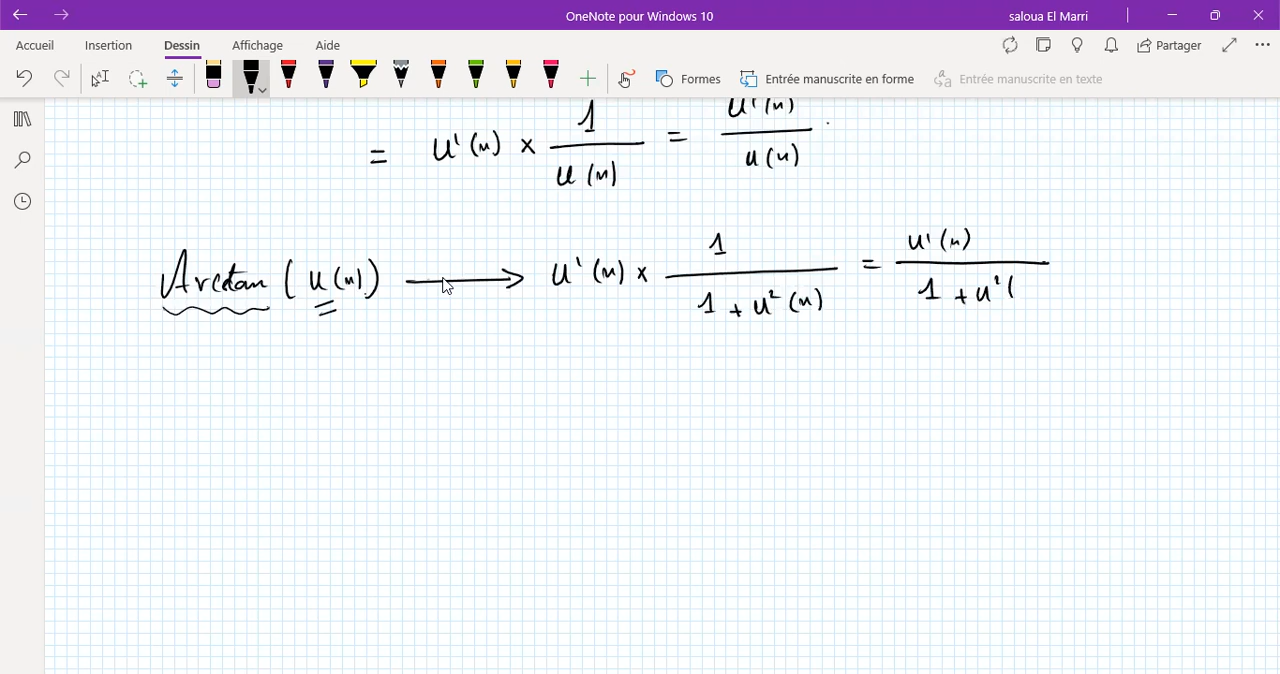 OneNote pour Windows 10
saloua El Marri
Accueil Insertion Dessin Affichage Aide
Partager
Formes Entrée manuscrite en forme Entrée manuscrite en texte
= u'(x) × 1/u(x) = u'(x)/u(x)
Arctan (u(x)) → u'(x) × 1/(1 + u²(x)) = u'(x)/(1 + u²(